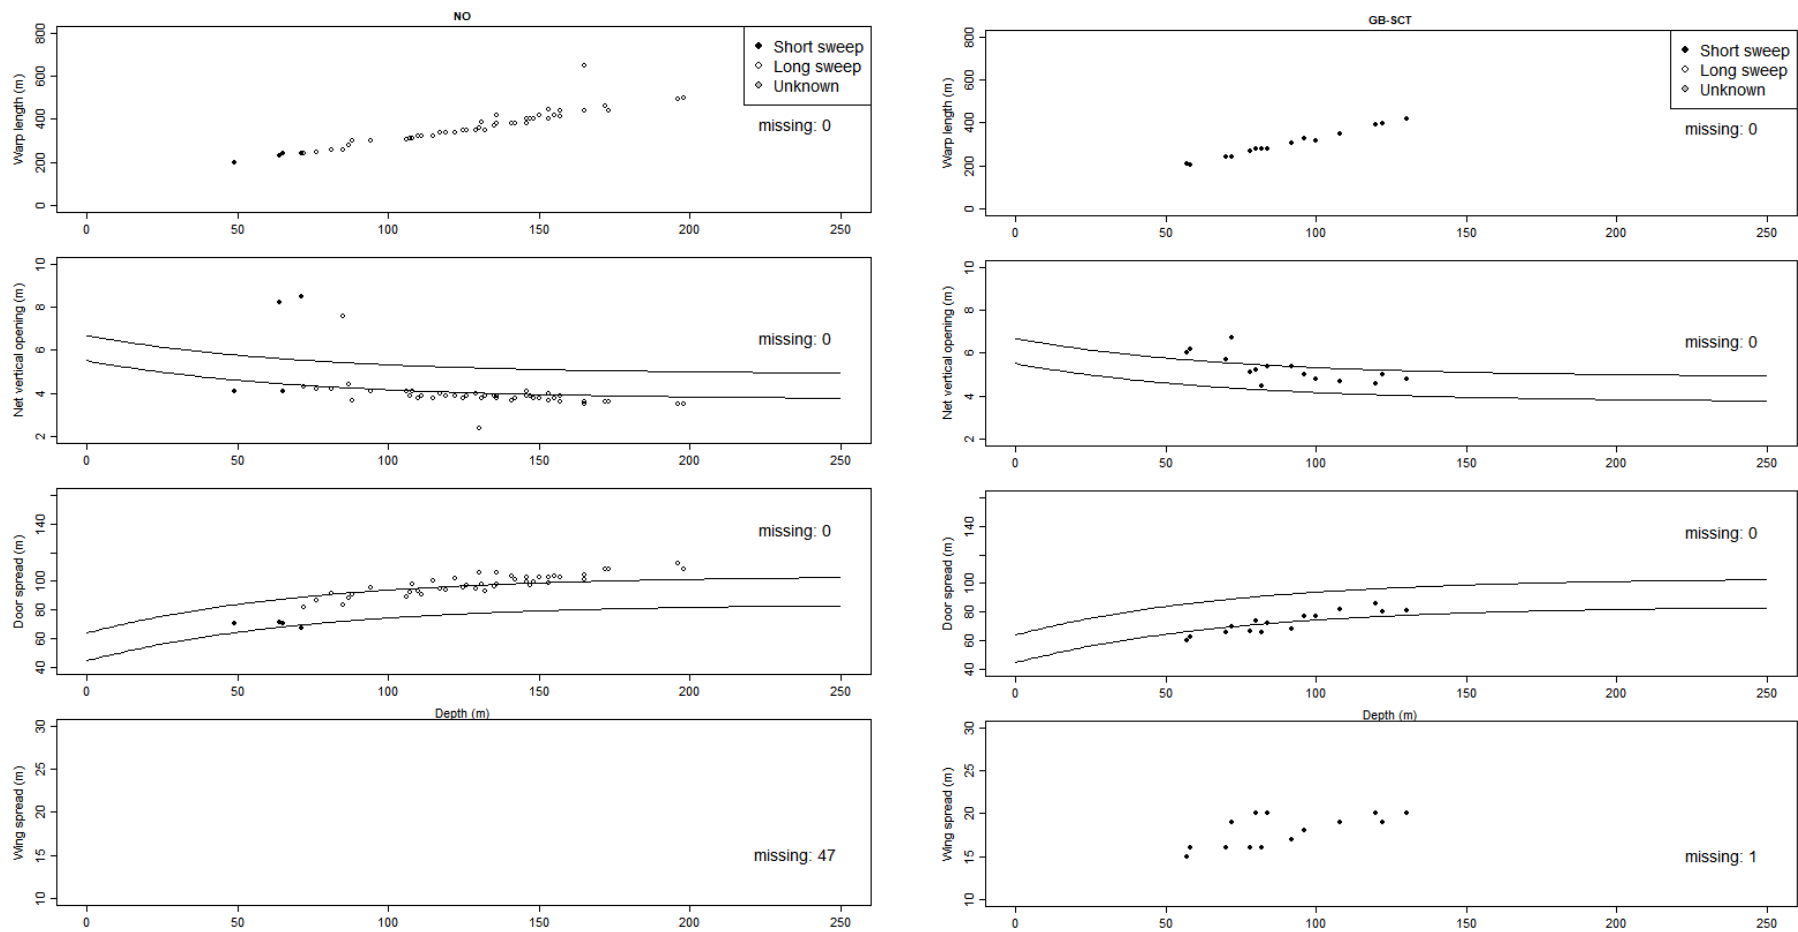 NO
Warp length (m)
800
600
400
200
0
Short sweep
Long sweep
Unknown
missing: 0
0 50 100 150 200 250
Net vertical opening (m)
10
8
6
4
2
missing: 0
0 50 100 150 200 250
Door spread (m)
140
100
80
60
40
missing: 0
0 50 100 150 200 250
Depth (m)
Wing spread (m)
30
25
20
15
10
missing: 47
0 50 100 150 200 250
GB-SCT
Warp length (m)
800
600
400
200
0
Short sweep
Long sweep
Unknown
missing: 0
0 50 100 150 200 250
Net vertical opening (m)
10
8
6
4
2
missing: 0
0 50 100 150 200 250
Door spread (m)
140
100
80
60
40
missing: 0
0 50 100 150 200 250
Depth (m)
Wing spread (m)
30
25
20
15
10
missing: 1
0 50 100 150 200 250